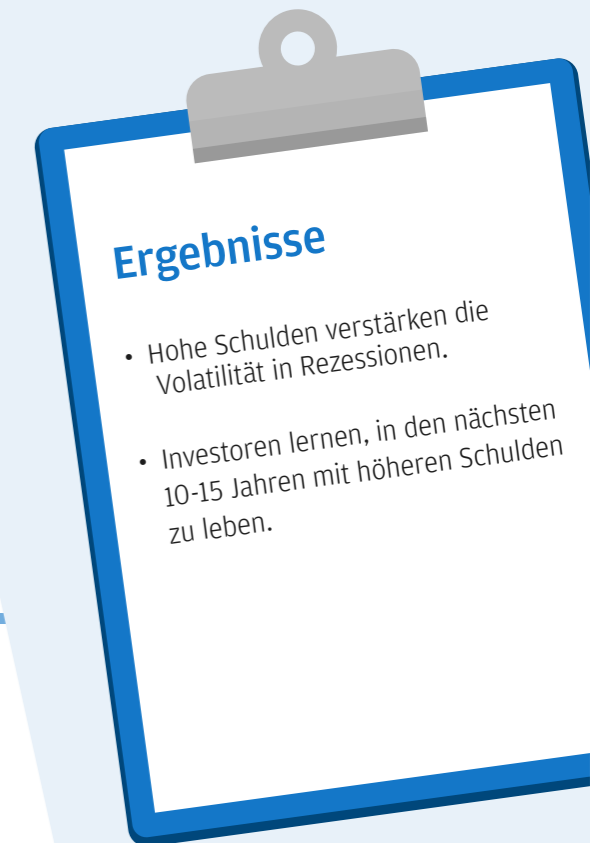 Ergebnisse
• Hohe Schulden verstärken die
Volatilität in Rezessionen.
• Investoren lernen, in den nächsten
10-15 Jahren mit höheren Schulden
zu leben.